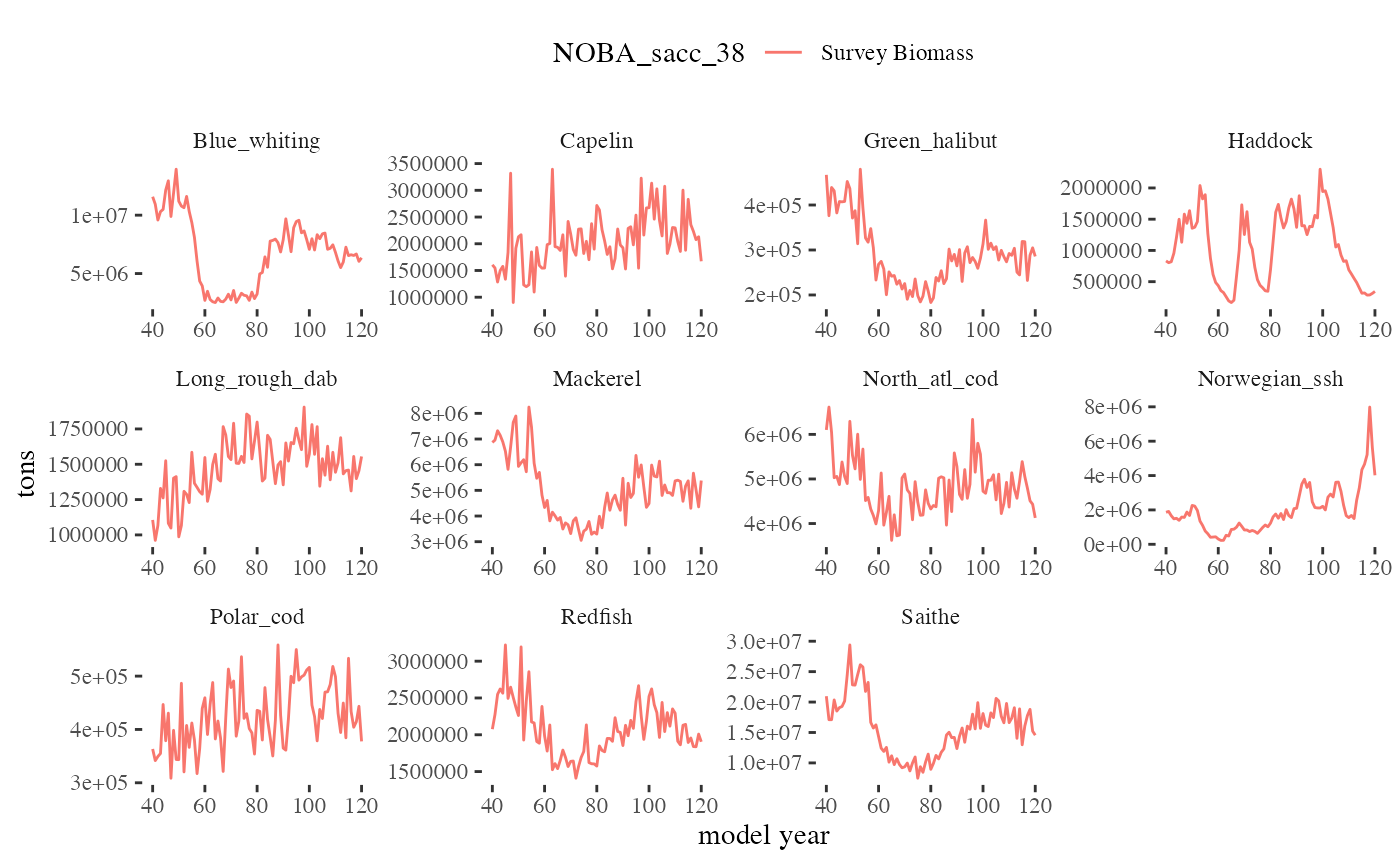 NOBA_sacc_38 Survey Biomass
Blue_whiting Capelin Green_halibut Haddock
1e+07
5e+06
3500000
3000000
2500000
2000000
1500000
1000000
4e+05
3e+05
2e+05
2000000
1500000
1000000
500000
40 60 80 100 120 40 60 80 100 120 40 60 80 100 120 40 60 80 100 120
Long_rough_dab Mackerel North_atl_cod Norwegian_ssh
1750000
1500000
1250000
1000000
8e+06
7e+06
6e+06
5e+06
4e+06
3e+06
6e+06
5e+06
4e+06
8e+06
6e+06
4e+06
2e+06
0e+00
40 60 80 100 120 40 60 80 100 120 40 60 80 100 120 40 60 80 100 120
tons
Polar_cod Redfish Saithe
5e+05
4e+05
3e+05
3000000
2500000
2000000
1500000
3.0e+07
2.5e+07
2.0e+07
1.5e+07
1.0e+07
40 60 80 100 120 40 60 80 100 120 40 60 80 100 120
model year